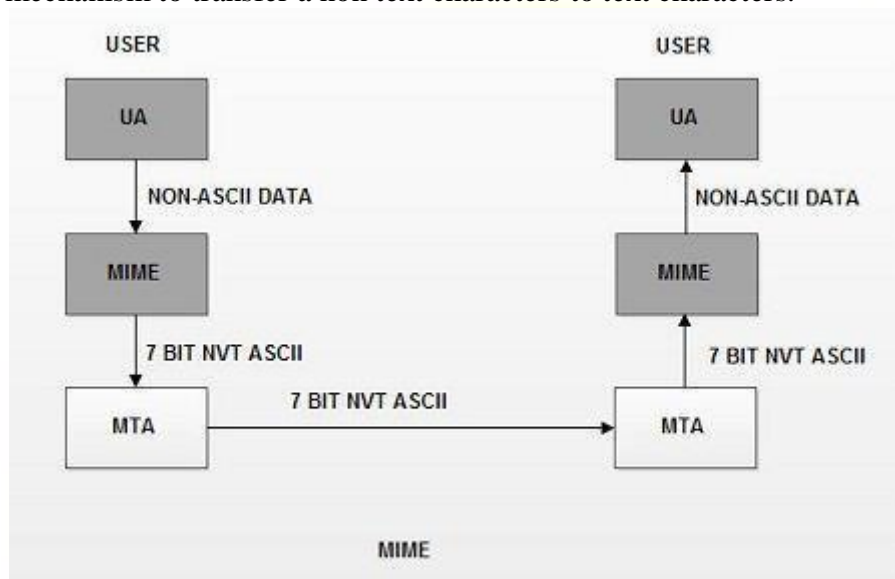 mechanism to transfer a non text characters to text characters.
USER USER
UA UA
NON-ASCII DATA NON-ASCII DATA
MIME MIME
7 BIT NVT ASCII 7 BIT NVT ASCII
7 BIT NVT ASCII
MTA MTA
MIME